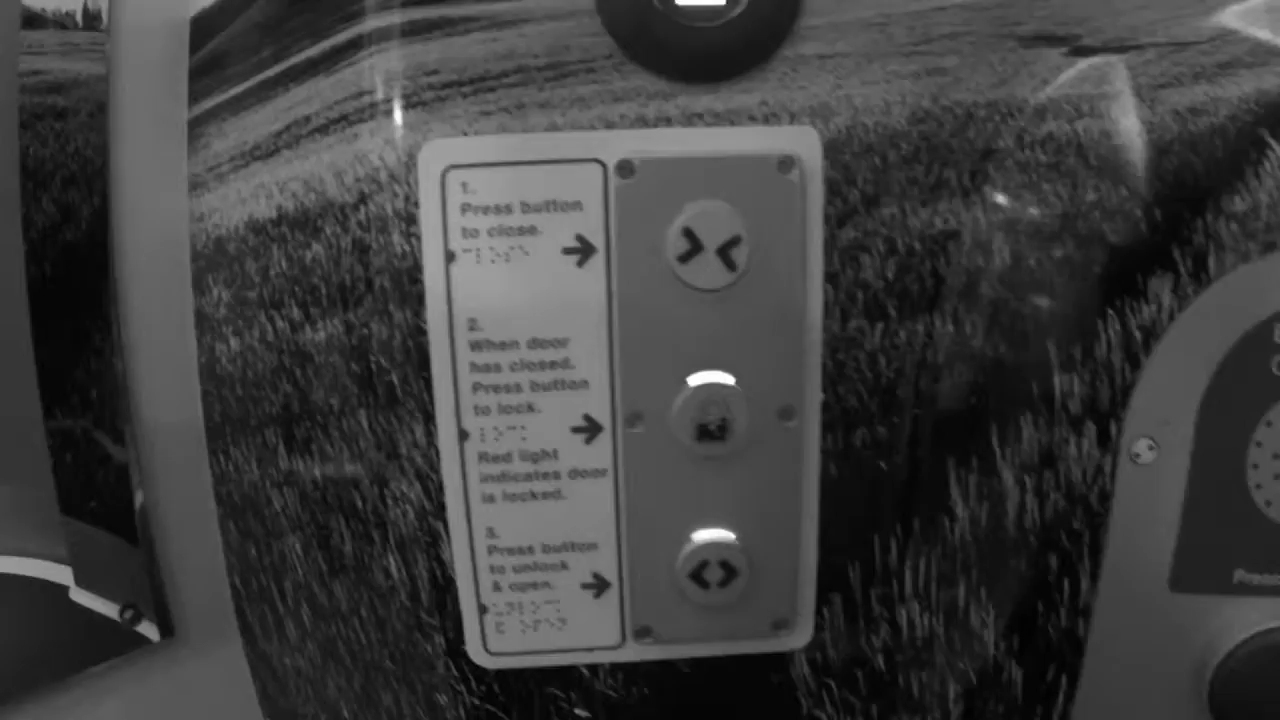 1.
Press button
to close.
2.
When door
has closed.
Press button
to lock.
Red light
indicates door
is locked.
3.
Press button
to unlock
& open.